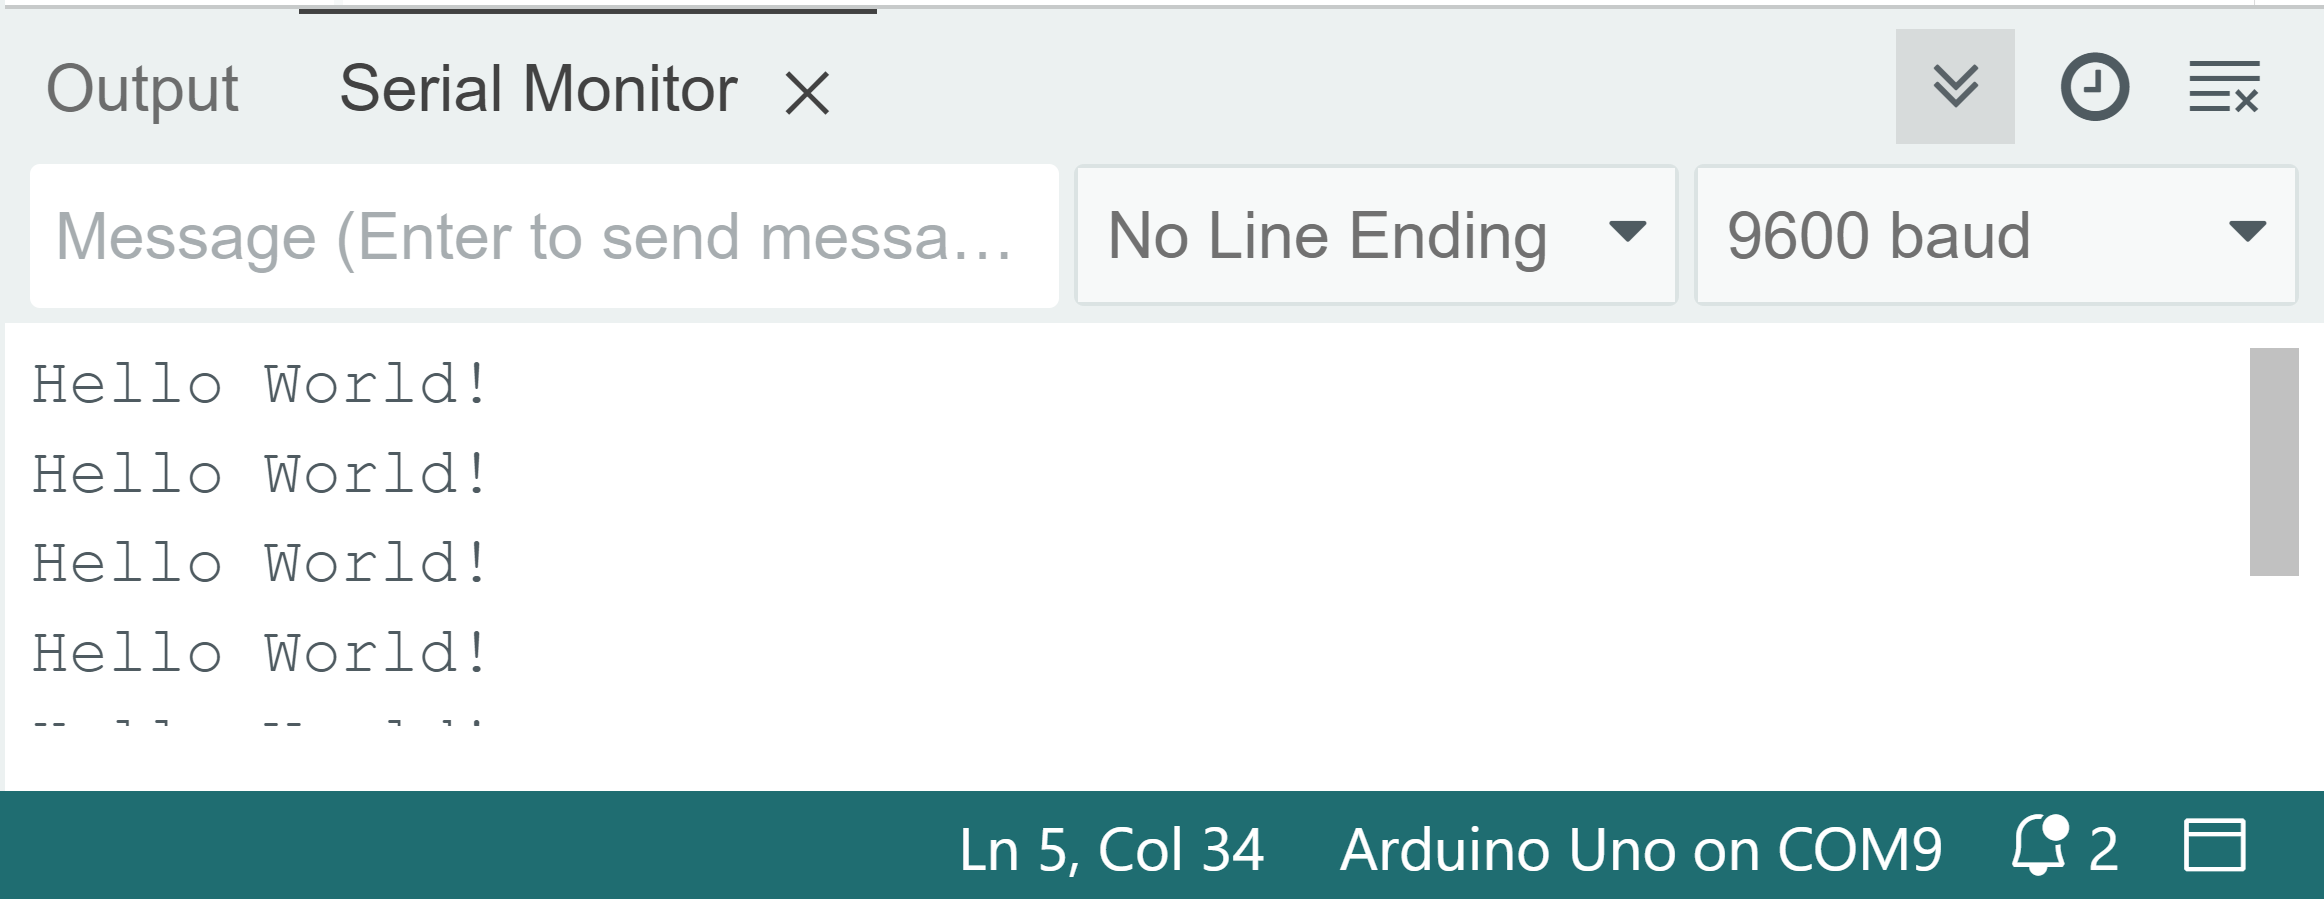 Output Serial Monitor
Message (Enter to send messa... No Line Ending 9600 baud
Hello World!
Hello World!
Hello World!
Hello World!
Ln 5, Col 34 Arduino Uno on COM9 2